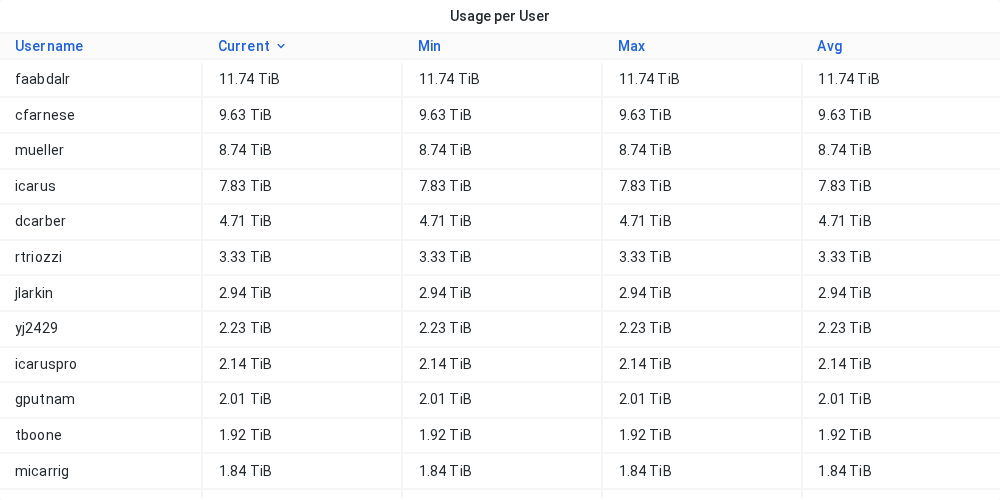 Usage per User
Username Current Min Max Avg
faabdalr 11.74 TiB 11.74 TiB 11.74 TiB 11.74 TiB
cfarnese 9.63 TiB 9.63 TiB 9.63 TiB 9.63 TiB
mueller 8.74 TiB 8.74 TiB 8.74 TiB 8.74 TiB
icarus 7.83 TiB 7.83 TiB 7.83 TiB 7.83 TiB
dcarber 4.71 TiB 4.71 TiB 4.71 TiB 4.71 TiB
rtriozzi 3.33 TiB 3.33 TiB 3.33 TiB 3.33 TiB
jlarkin 2.94 TiB 2.94 TiB 2.94 TiB 2.94 TiB
yj2429 2.23 TiB 2.23 TiB 2.23 TiB 2.23 TiB
icaruspro 2.14 TiB 2.14 TiB 2.14 TiB 2.14 TiB
gputnam 2.01 TiB 2.01 TiB 2.01 TiB 2.01 TiB
tboone 1.92 TiB 1.92 TiB 1.92 TiB 1.92 TiB
micarrig 1.84 TiB 1.84 TiB 1.84 TiB 1.84 TiB